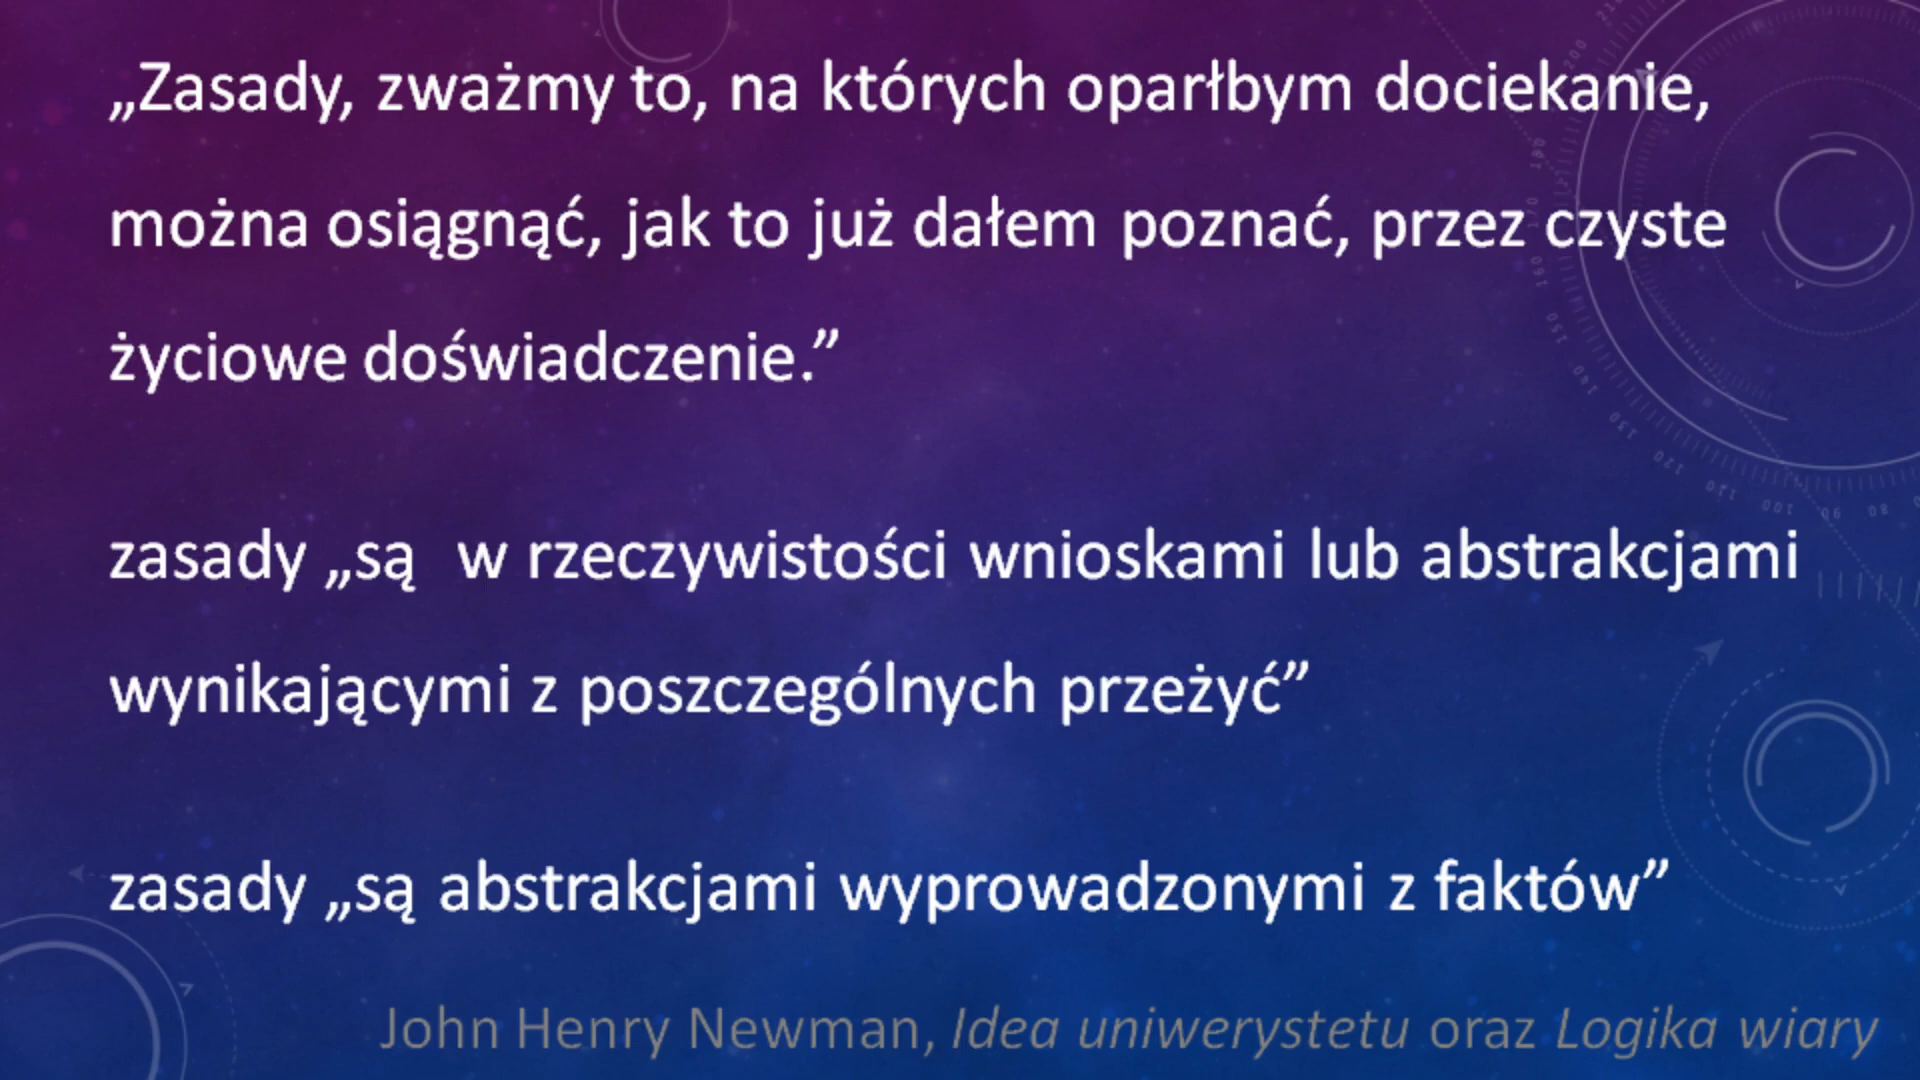 „Zasady, zważmy to, na których oparłbym dociekanie,
można osiągnąć, jak to już dałem poznać, przez czyste
życiowe doświadczenie.”
zasady „są w rzeczywistości wnioskami lub abstrakcjami
wynikającymi z poszczególnych przeżyć”
zasady „są abstrakcjami wyprowadzonymi z faktów”
John Henry Newman, Idea uniwerystetu oraz Logika wiary